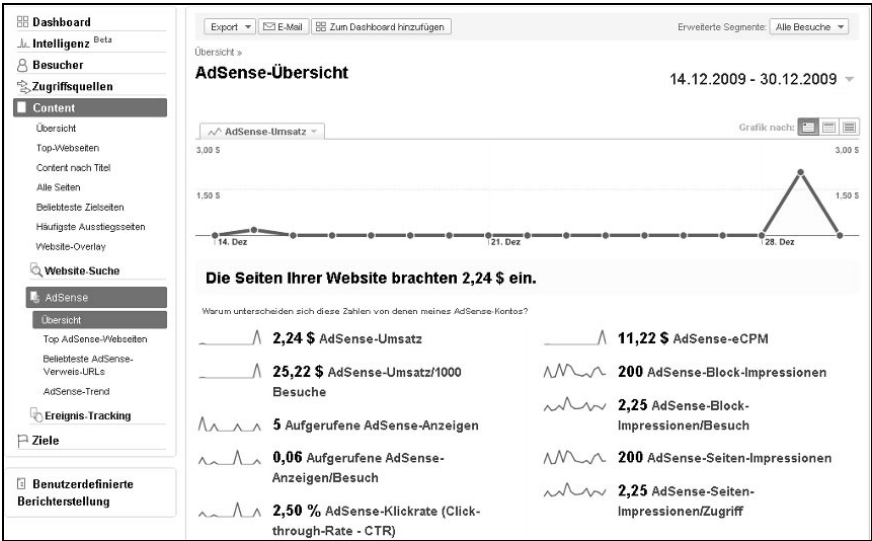 Dashboard
Intelligenz Beta
Besucher
Zugriffsquellen
Content
Übersicht
Top-Webseiten
Content nach Titel
Alle Seiten
Beliebteste Zielseiten
Häufigste Ausstiegsseiten
Website-Overlay
Website-Suche
AdSense
Übersicht
Top AdSense-Webseiten
Beliebteste AdSense-
Verweis-URLs
AdSense-Trend
Ereignis-Tracking
Ziele
Benutzerdefinierte
Berichterstellung
Export E-Mail Zum Dashboard hinzufügen Erweiterte Segmente: Alle Besuche
Übersicht »
AdSense-Übersicht 14.12.2009 - 30.12.2009
AdSense-Umsatz Grafik nach:
3,00 $ 3,00 $
1,50 $ 1,50 $
14. Dez 21. Dez 28. Dez
Die Seiten Ihrer Website brachten 2,24 $ ein.
Warum unterscheiden sich diese Zahlen von denen meines AdSense-Kontos?
2,24 $ AdSense-Umsatz
25,22 $ AdSense-Umsatz/1000
Besuche
5 Aufgerufene AdSense-Anzeigen
0,06 Aufgerufene AdSense-
Anzeigen/Besuch
2,50 % AdSense-Klickrate (Click-
through-Rate - CTR)
11,22 $ AdSense-eCPM
200 AdSense-Block-Impressionen
2,25 AdSense-Block-
Impressionen/Besuch
200 AdSense-Seiten-Impressionen
2,25 AdSense-Seiten-
Impressionen/Zugriff